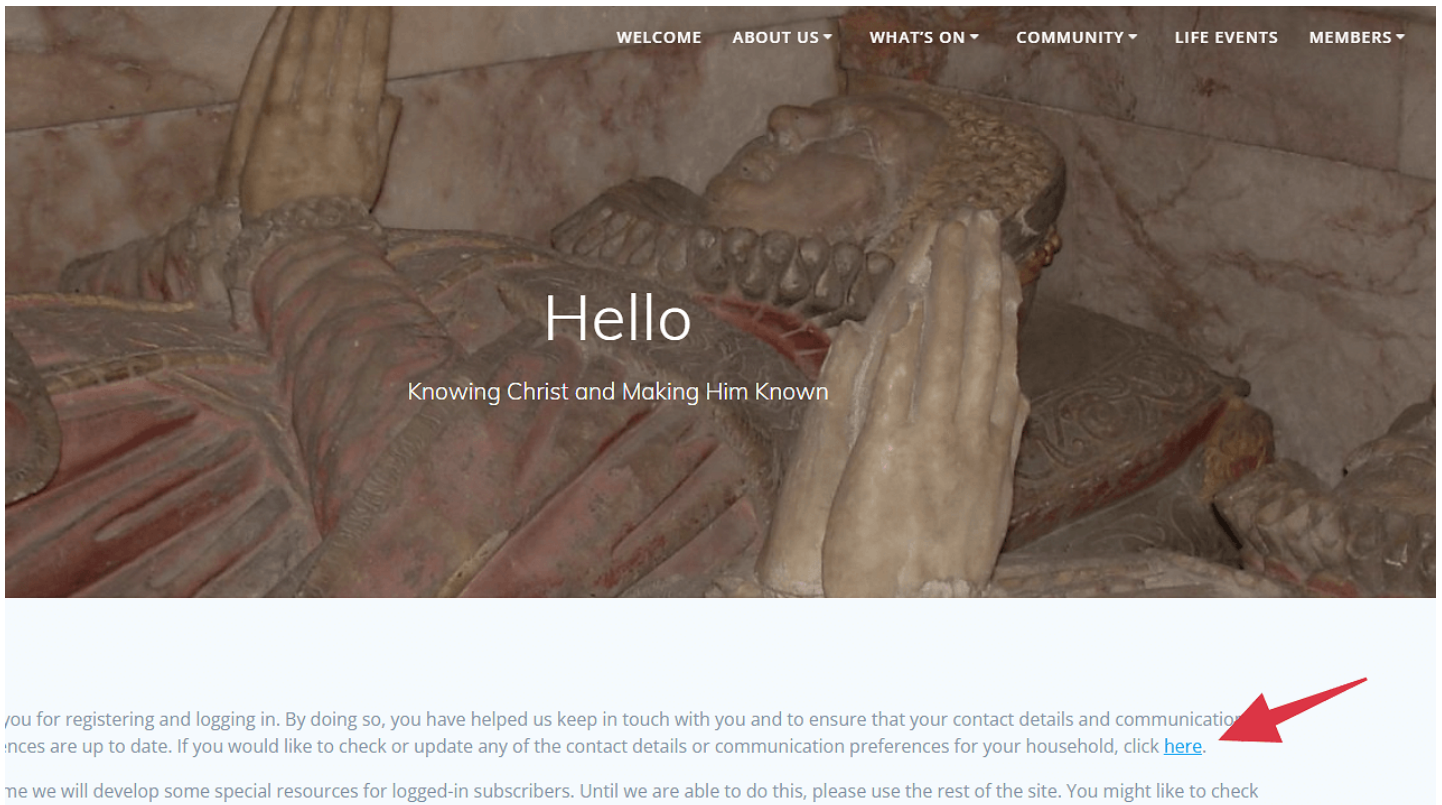 WELCOME ABOUT US WHAT'S ON COMMUNITY LIFE EVENTS MEMBERS
Hello
Knowing Christ and Making Him Known
you for registering and logging in. By doing so, you have helped us keep in touch with you and to ensure that your contact details and communication
ences are up to date. If you would like to check or update any of the contact details or communication preferences for your household, click here.
me we will develop some special resources for logged-in subscribers. Until we are able to do this, please use the rest of the site. You might like to check